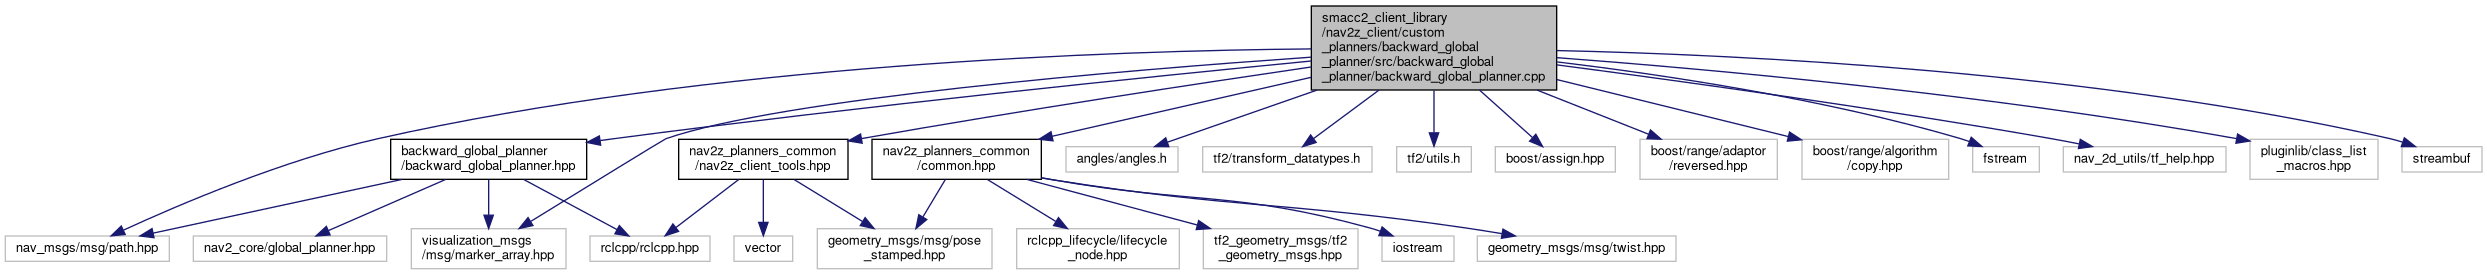 smacc2_client_library
/nav2z_client/custom
_planners/backward_global
_planner/src/backward_global
_planner/backward_global_planner.cpp
backward_global_planner
/backward_global_planner.hpp
nav2z_planners_common
/nav2z_client_tools.hpp
nav2z_planners_common
/common.hpp
angles/angles.h
tf2/transform_datatypes.h
tf2/utils.h
boost/assign.hpp
boost/range/adaptor
/reversed.hpp
boost/range/algorithm
/copy.hpp
fstream
nav_2d_utils/tf_help.hpp
pluginlib/class_list
_macros.hpp
streambuf
nav_msgs/msg/path.hpp
nav2_core/global_planner.hpp
visualization_msgs
/msg/marker_array.hpp
rclcpp/rclcpp.hpp
vector
geometry_msgs/msg/pose
_stamped.hpp
rclcpp_lifecycle/lifecycle
_node.hpp
tf2_geometry_msgs/tf2
_geometry_msgs.hpp
iostream
geometry_msgs/msg/twist.hpp